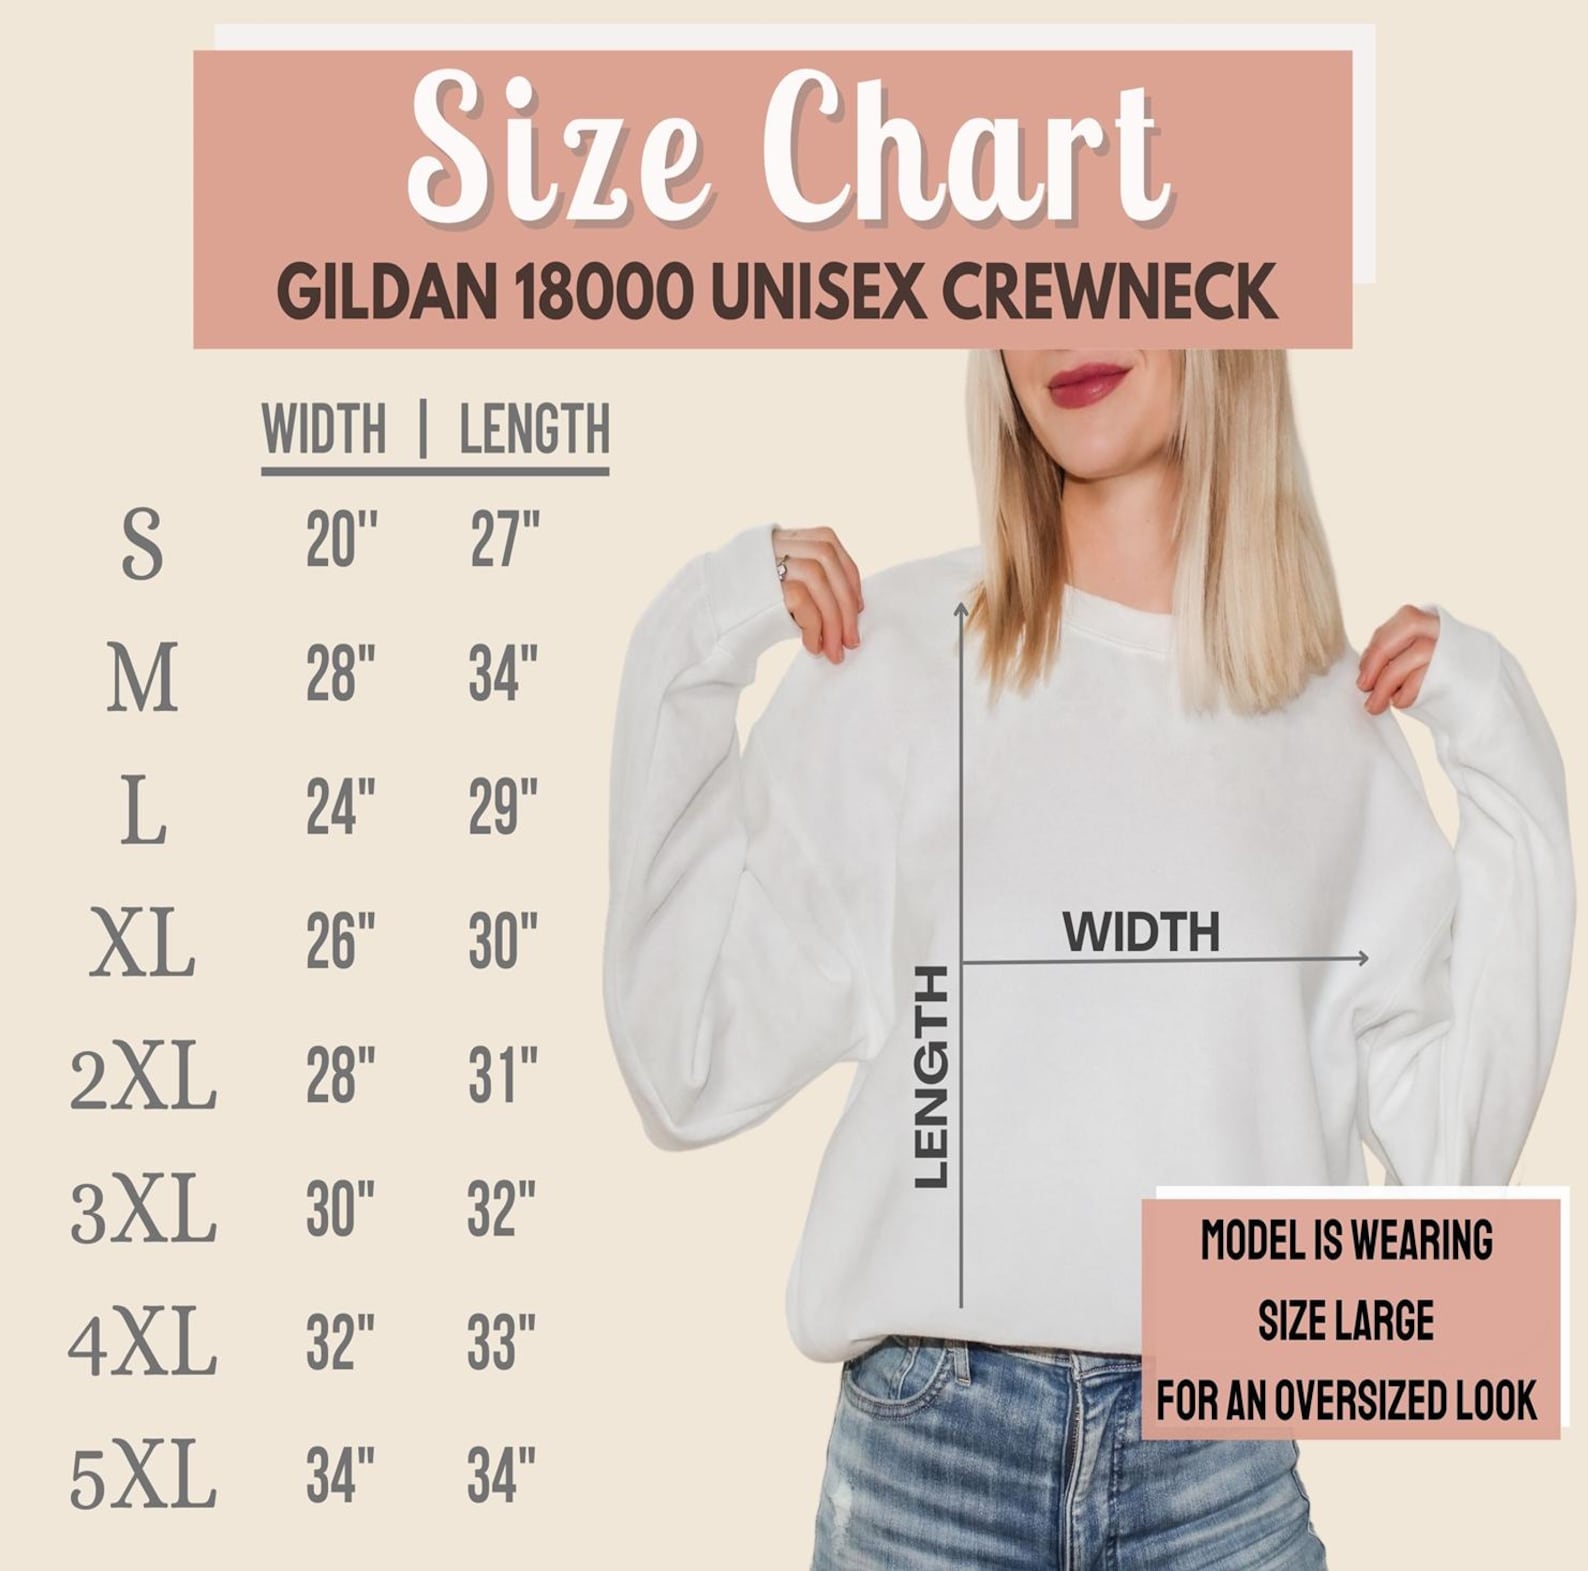 Size Chart
GILDAN 18000 UNISEX CREWNECK
WIDTH | LENGTH
S 20'' 27"
M 28" 34"
L 24" 29"
XL 26" 30"
2XL 28" 31"
3XL 30" 32"
4XL 32" 33"
5XL 34" 34"
WIDTH
LENGTH
MODEL IS WEARING
SIZE LARGE
FOR AN OVERSIZED LOOK